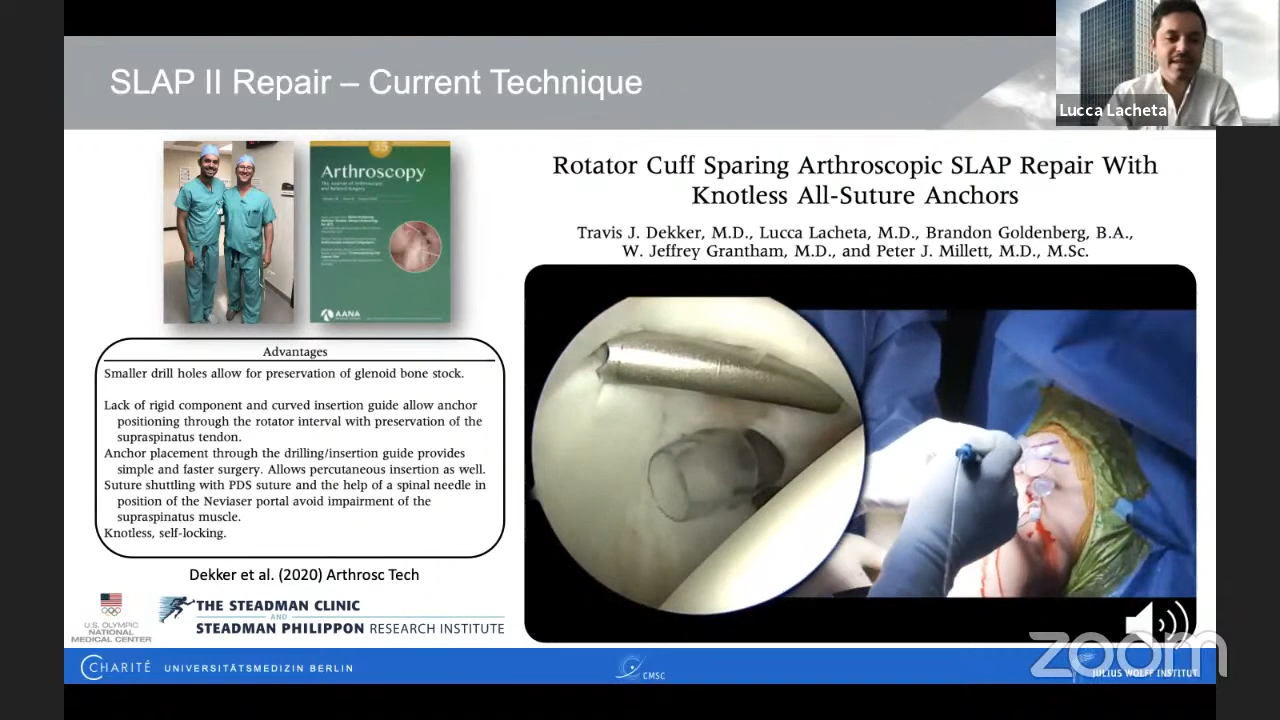 SLAP II Repair – Current Technique
Lucca Lacheta
35
Arthroscopy
AANA
Rotator Cuff Sparing Arthroscopic SLAP Repair With
Knotless All-Suture Anchors
Travis J. Dekker, M.D., Lucca Lacheta, M.D., Brandon Goldenberg, B.A.,
W. Jeffrey Grantham, M.D., and Peter J. Millett, M.D., M.Sc.
Advantages
Smaller drill holes allow for preservation of glenoid bone stock.
Lack of rigid component and curved insertion guide allow anchor
positioning through the rotator interval with preservation of the
supraspinatus tendon.
Anchor placement through the drilling/insertion guide provides
simple and faster surgery. Allows percutaneous insertion as well.
Suture shuttling with PDS suture and the help of a spinal needle in
position of the Neviaser portal avoid impairment of the
supraspinatus muscle.
Knotless, self-locking.
Dekker et al. (2020) Arthrosc Tech
U.S. OLYMPIC
NATIONAL
MEDICAL CENTER
THE STEADMAN CLINIC
AND
STEADMAN PHILIPPON RESEARCH INSTITUTE
zoom
CHARITÉ UNIVERSITÄTSMEDIZIN BERLIN
CMSC
JULIUS WOLFF INSTITUT